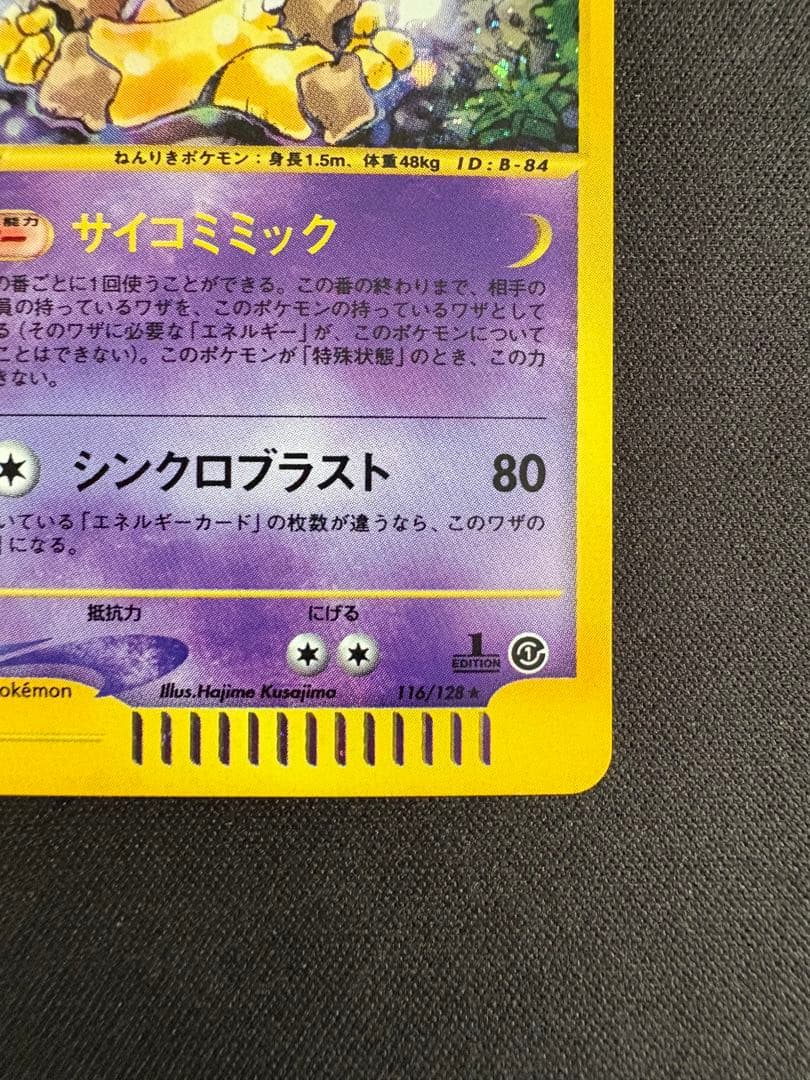 ねんりきポケモン：身長1.5m、体重48kg ID:B-84
能力
ー サイコミミック
の番ごとに1回使うことができる。この番の終わりまで、相手の
員の持っているワザを、このポケモンの持っているワザとして
る（そのワザに必要な「エネルギー」が、このポケモンについて
ことはできない）。このポケモンが「特殊状態」のとき、この力
きない。
シンクロブラスト 80
いている「エネルギーカード」の枚数が違うなら、このワザの
」になる。
抵抗力 にげる
1
EDITION
okémon Illus.Hajime Kusajima 116/128★